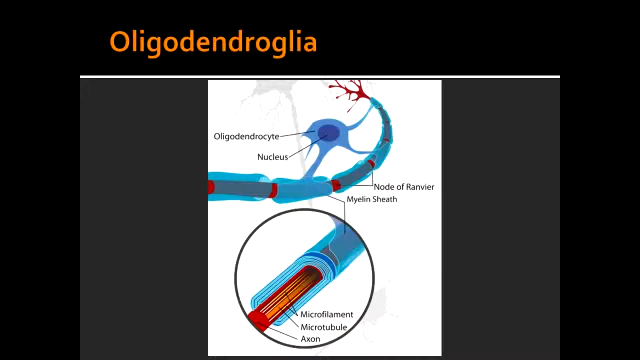 Oligodendroglia
Oligodendrocyte
Nucleus
Node of Ranvier
Myelin Sheath
Microfilament
Microtubule
Axon